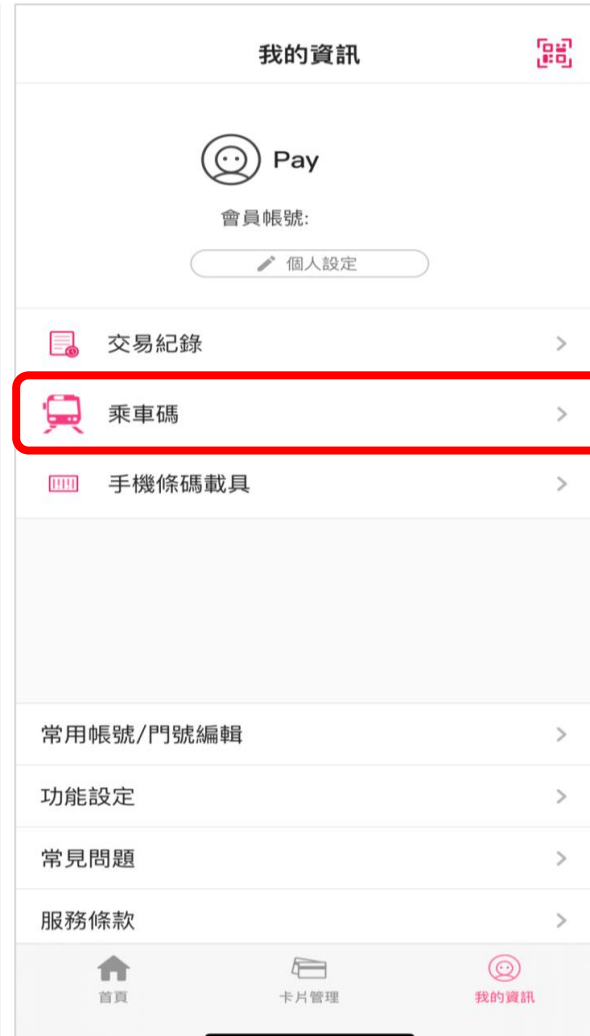 我的資訊
Pay
會員帳號:
個人設定
交易紀錄
乘車碼
手機條碼載具
常用帳號/門號編輯
功能設定
常見問題
服務條款
首頁
卡片管理
我的資訊